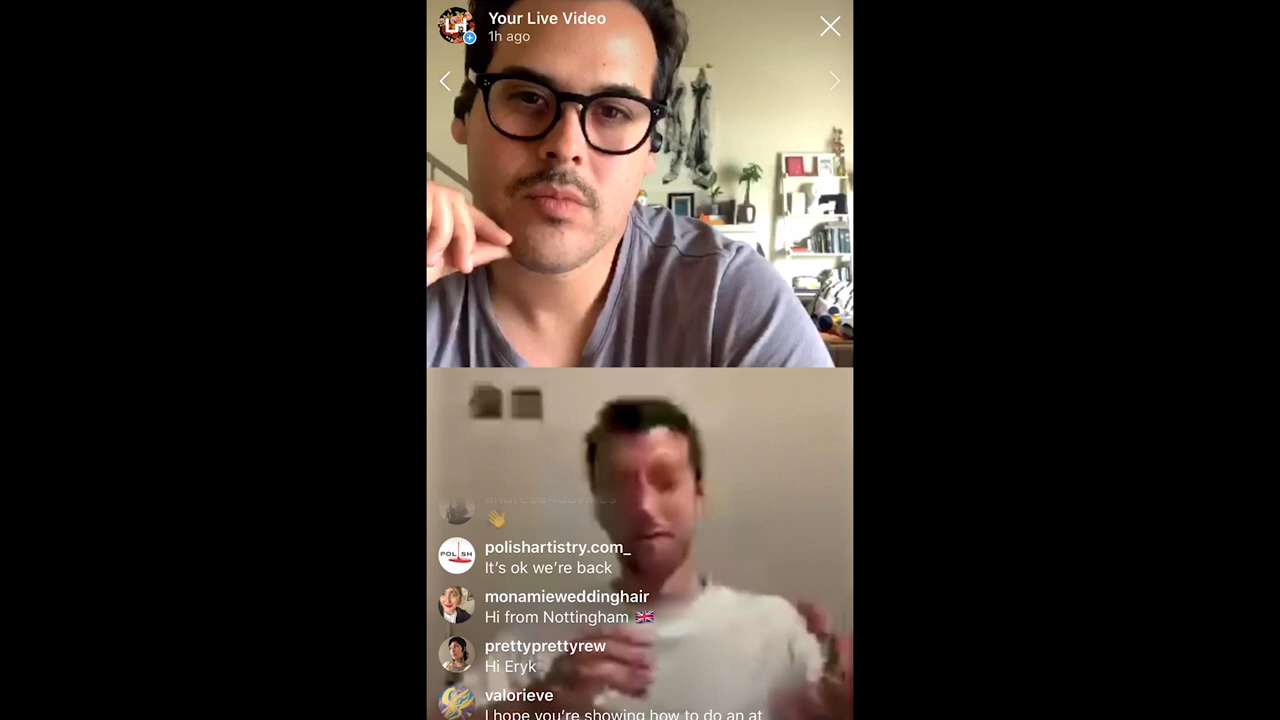 Your Live Video
1h ago
polishartistry.com_
It's ok we're back
monamieweddinghair
Hi from Nottingham 🇬🇧
prettyprettyrew
Hi Eryk
valorieve
I hope you're showing how to do an at
POLISH